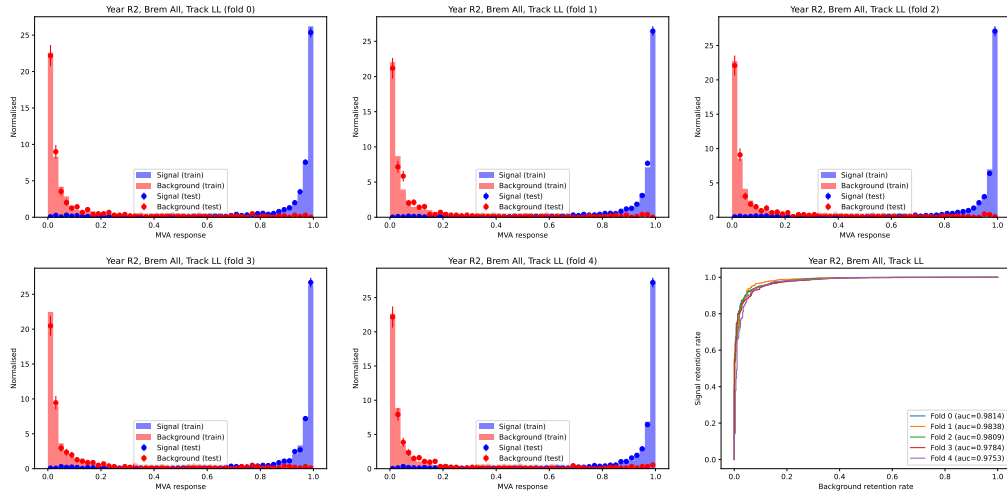 Year R2, Brem All, Track LL (fold 0)
Normalised
25
20
15
10
5
0
Signal (train)
Background (train)
Signal (test)
Background (test)
0.0 0.2 0.4 0.6 0.8 1.0
MVA response
Year R2, Brem All, Track LL (fold 1)
Normalised
25
20
15
10
5
0
Signal (train)
Background (train)
Signal (test)
Background (test)
0.0 0.2 0.4 0.6 0.8 1.0
MVA response
Year R2, Brem All, Track LL (fold 2)
Normalised
25
20
15
10
5
0
Signal (train)
Background (train)
Signal (test)
Background (test)
0.0 0.2 0.4 0.6 0.8 1.0
MVA response
Year R2, Brem All, Track LL (fold 3)
Normalised
25
20
15
10
5
0
Signal (train)
Background (train)
Signal (test)
Background (test)
0.0 0.2 0.4 0.6 0.8 1.0
MVA response
Year R2, Brem All, Track LL (fold 4)
Normalised
25
20
15
10
5
0
Signal (train)
Background (train)
Signal (test)
Background (test)
0.0 0.2 0.4 0.6 0.8 1.0
MVA response
Year R2, Brem All, Track LL
Signal retention rate
1.0
0.8
0.6
0.4
0.2
0.0
Fold 0 (auc=0.9814)
Fold 1 (auc=0.9838)
Fold 2 (auc=0.9809)
Fold 3 (auc=0.9784)
Fold 4 (auc=0.9753)
0.0 0.2 0.4 0.6 0.8 1.0
Background retention rate